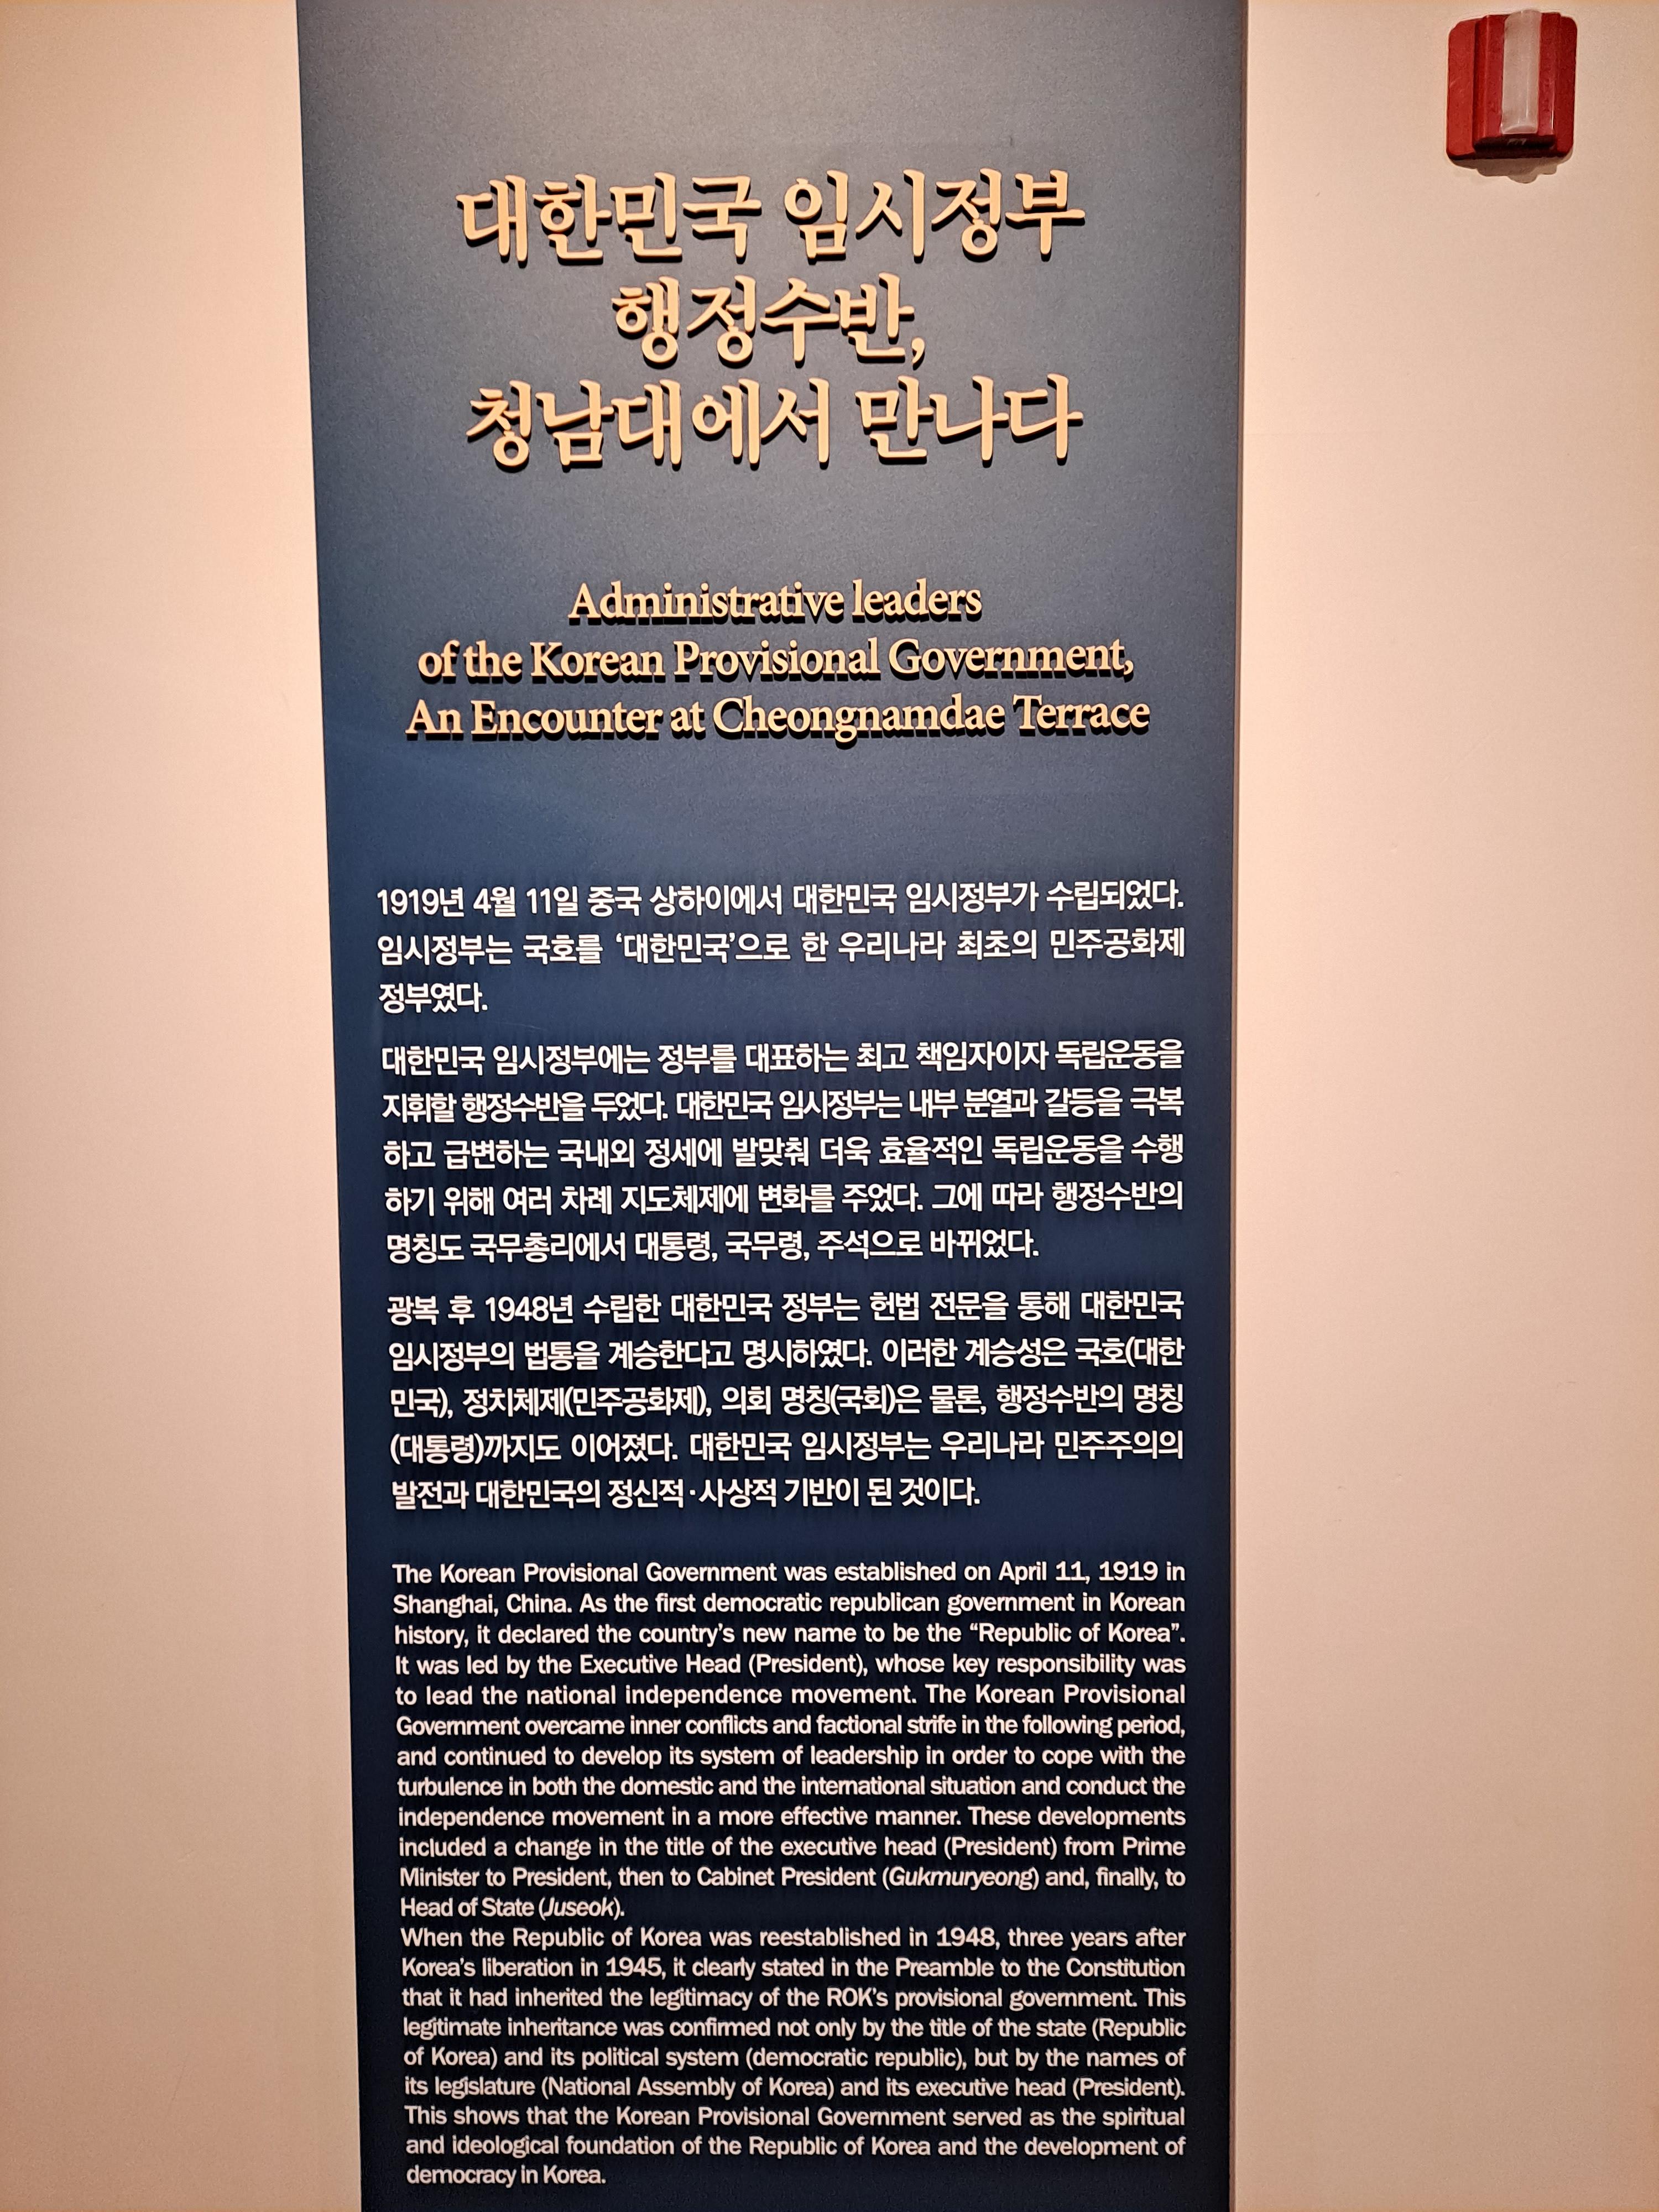 대한민국 임시정부
행정수반,
청남대에서 만나다
Administrative leaders
of the Korean Provisional Government,
An Encounter at Cheongnamdae Terrace
1919년 4월 11일 중국 상하이에서 대한민국 임시정부가 수립되었다.
임시정부는 국호를 ‘대한민국’으로 한 우리나라 최초의 민주공화제
정부였다.
대한민국 임시정부에는 정부를 대표하는 최고 책임자이자 독립운동을
지휘할 행정수반을 두었다. 대한민국 임시정부는 내부 분열과 갈등을 극복
하고 급변하는 국내외 정세에 발맞춰 더욱 효율적인 독립운동을 수행
하기 위해 여러 차례 지도체제에 변화를 주었다. 그에 따라 행정수반의
명칭도 국무총리에서 대통령, 국무령, 주석으로 바뀌었다.
광복 후 1948년 수립한 대한민국 정부는 헌법 전문을 통해 대한민국
임시정부의 법통을 계승한다고 명시하였다. 이러한 계승성은 국호(대한
민국), 정치체제(민주공화제), 의회 명칭(국회)은 물론, 행정수반의 명칭
(대통령)까지도 이어졌다. 대한민국 임시정부는 우리나라 민주주의의
발전과 대한민국의 정신적·사상적 기반이 된 것이다.
The Korean Provisional Government was established on April 11, 1919 in
Shanghai, China. As the first democratic republican government in Korean
history, it declared the country’s new name to be the “Republic of Korea”.
It was led by the Executive Head (President), whose key responsibility was
to lead the national independence movement. The Korean Provisional
Government overcame inner conflicts and factional strife in the following period,
and continued to develop its system of leadership in order to cope with the
turbulence in both the domestic and the international situation and conduct the
independence movement in a more effective manner. These developments
included a change in the title of the executive head (President) from Prime
Minister to President, then to Cabinet President (Gukmuryeong) and, finally, to
Head of State (Juseok).
When the Republic of Korea was reestablished in 1948, three years after
Korea’s liberation in 1945, it clearly stated in the Preamble to the Constitution
that it had inherited the legitimacy of the ROK’s provisional government. This
legitimate inheritance was confirmed not only by the title of the state (Republic
of Korea) and its political system (democratic republic), but by the names of
its legislature (National Assembly of Korea) and its executive head (President).
This shows that the Korean Provisional Government served as the spiritual
and ideological foundation of the Republic of Korea and the development of
democracy in Korea.